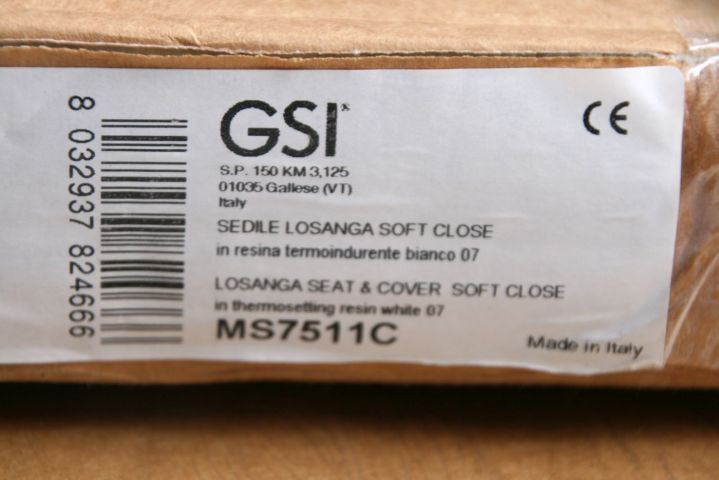 8 032937 824666
GSI
S.P. 150 KM 3,125
01035 Gallese (VT)
Italy
CE
SEDILE LOSANGA SOFT CLOSE
in resina termoindurente bianco 07
LOSANGA SEAT & COVER SOFT CLOSE
in thermosetting resin white 07
MS7511C
Made in Italy